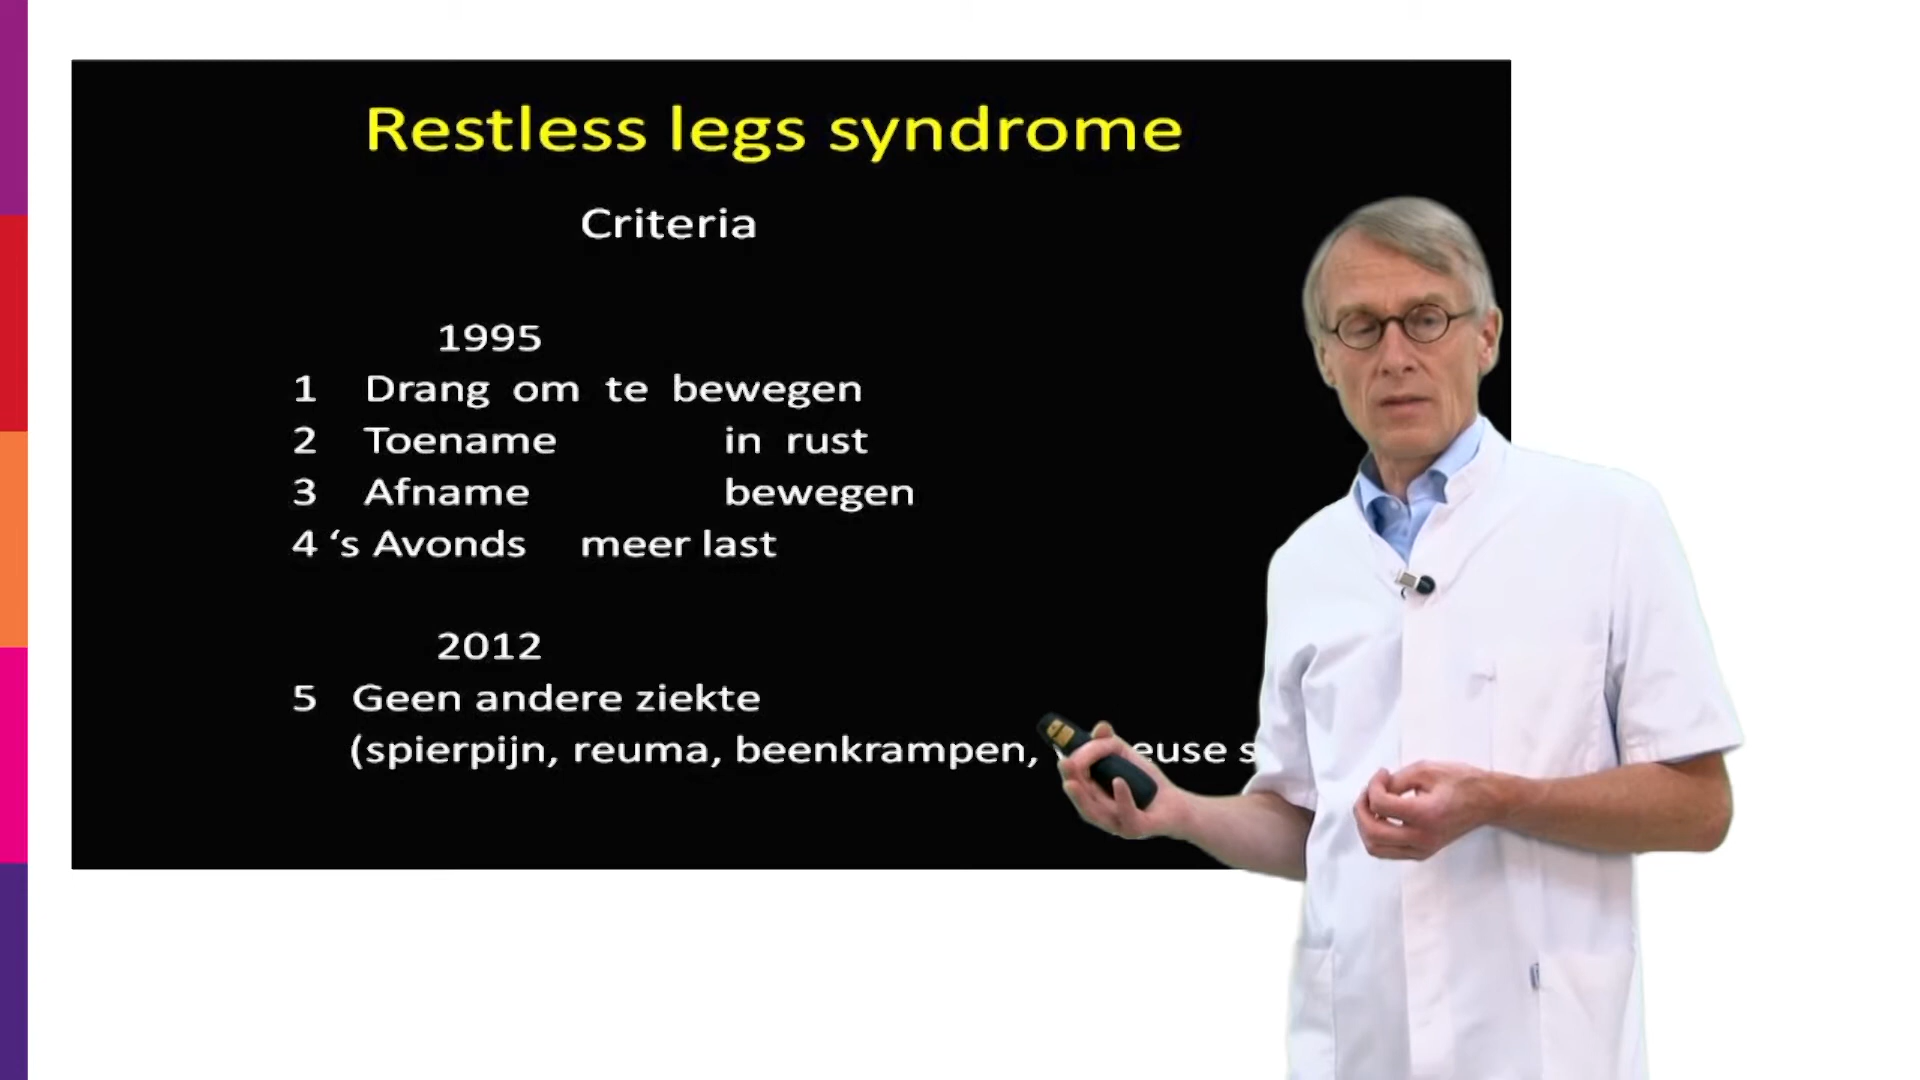 Restless legs syndrome
Criteria
1995
1 Drang om te bewegen
2 Toename in rust
3 Afname bewegen
4 ‘s Avonds meer last
2012
5 Geen andere ziekte
(spierpijn, reuma, beenkrampen,